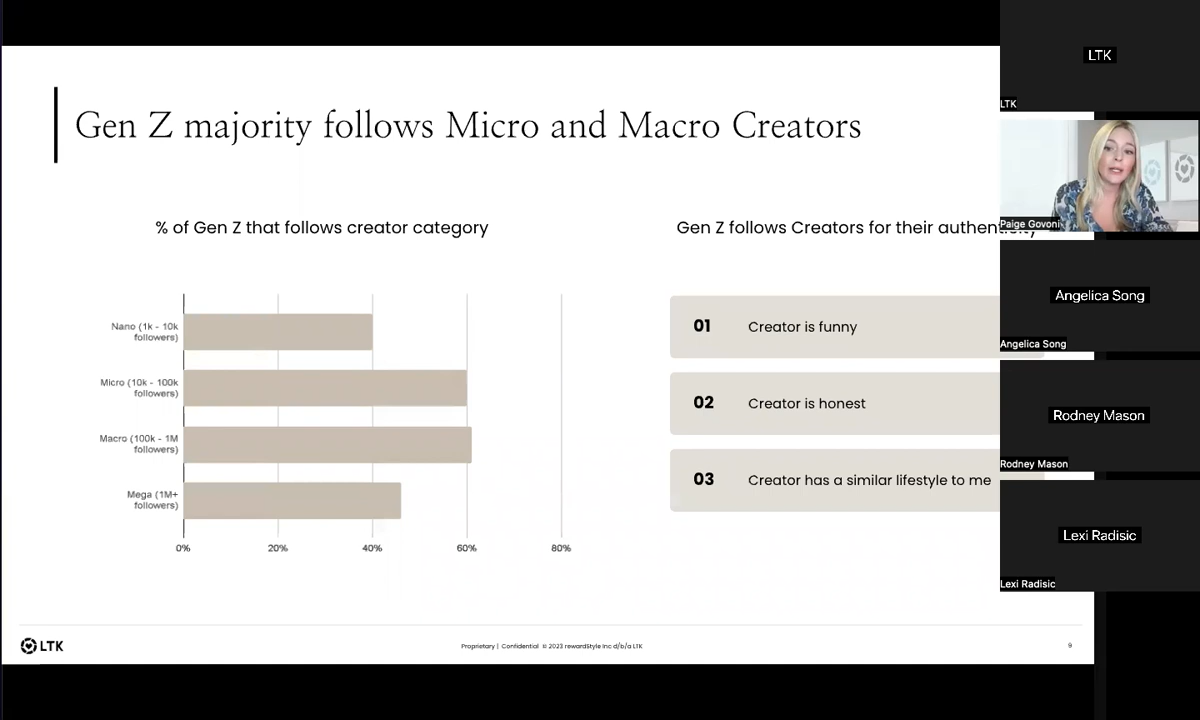 Gen Z majority follows Micro and Macro Creators
% of Gen Z that follows creator category
Nano (1k - 10k
followers)
Micro (10k - 100k
followers)
Macro (100k - 1M
followers)
Mega (1M+
followers)
0%
20%
40%
60%
80%
Gen Z follows Creators for their authenticity
01
Creator is funny
02
Creator is honest
03
Creator has a similar lifestyle to me
LTK
Proprietary | Confidential © 2023 rewardStyle Inc d/b/a LTK
9
LTK
LTK
Paige Govoni
Angelica Song
Angelica Song
Rodney Mason
Rodney Mason
Lexi Radisic
Lexi Radisic